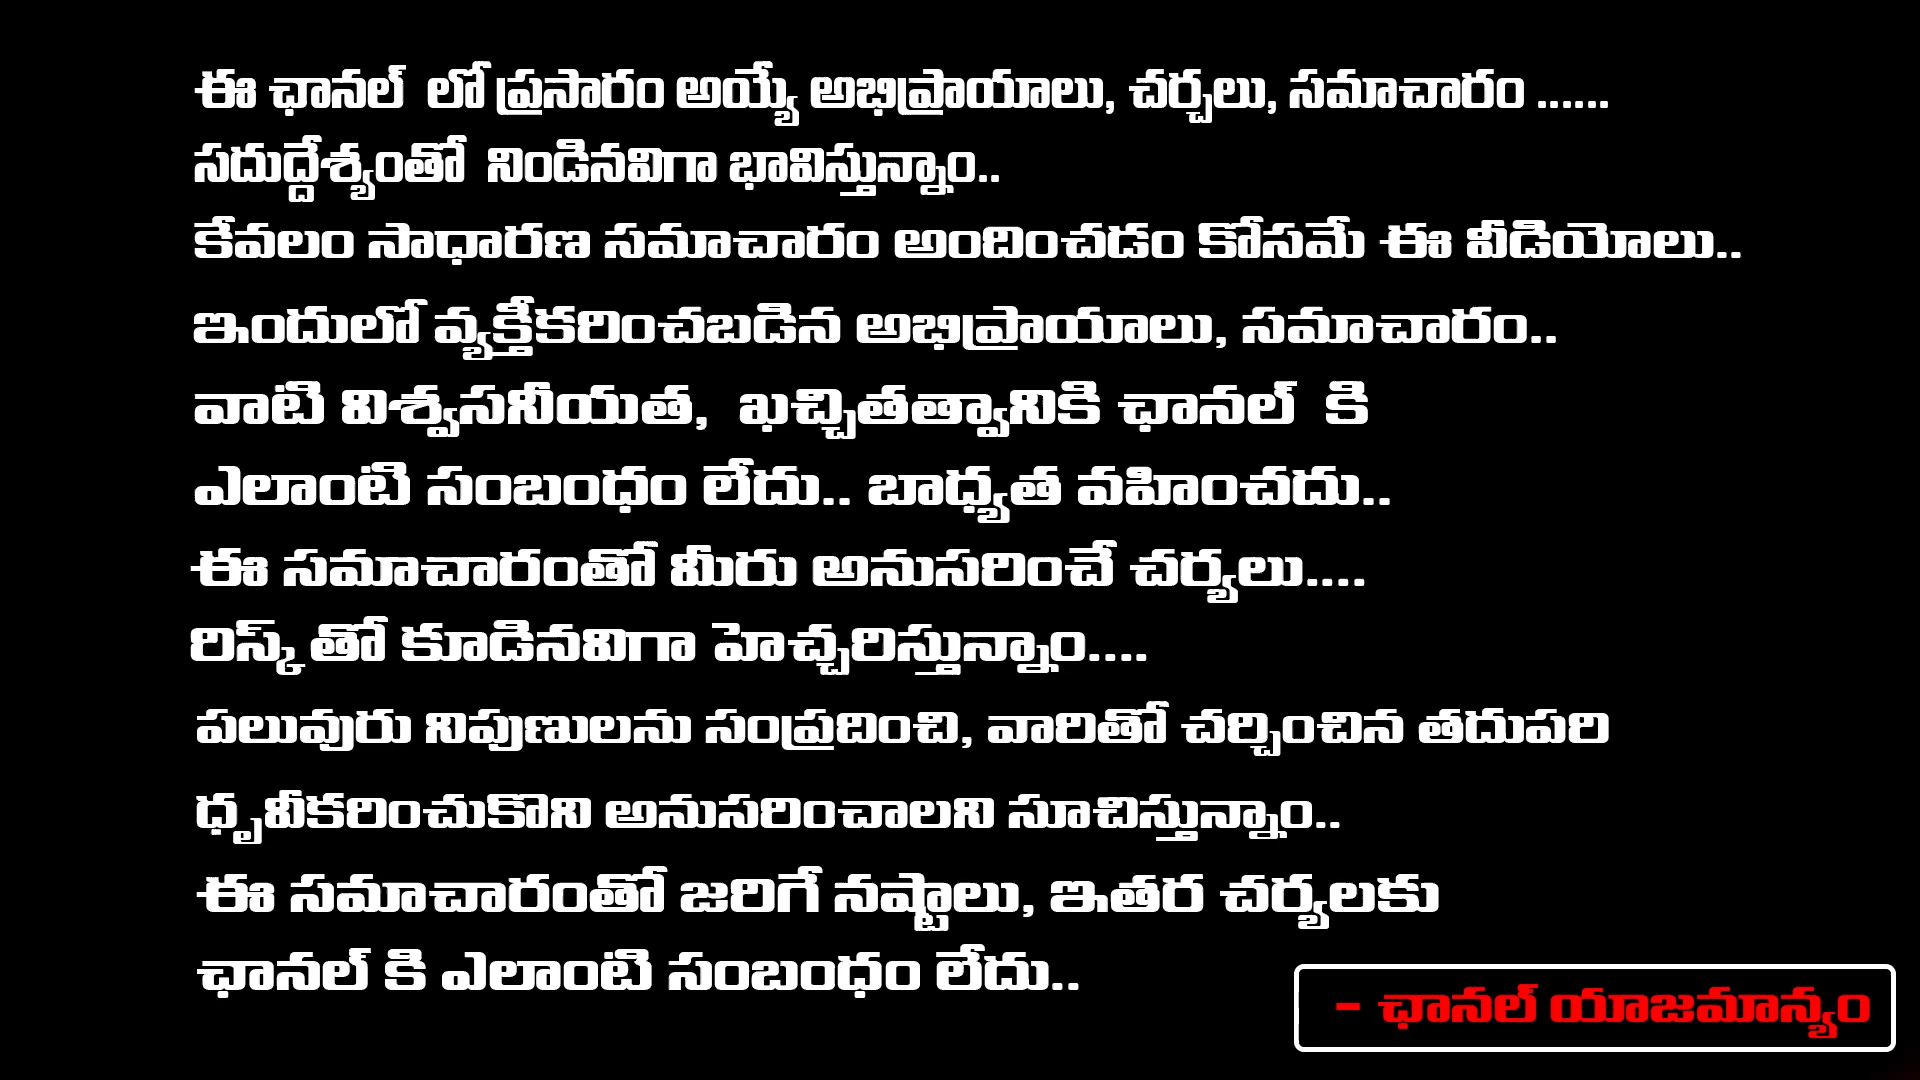 ఈ ఛానల్ లో ప్రసారం అయ్యే అభిప్రాయాలు, చర్చలు, సమాచారం ......
సదుద్దేశ్యంతో నిండినవిగా భావిస్తున్నాం..
కేవలం సాధారణ సమాచారం అందించడం కోసమే ఈ వీడియోలు..
ఇందులో వ్యక్తీకరించబడిన అభిప్రాయాలు, సమాచారం..
వాటి విశ్వసనీయత, ఖచ్చితత్వానికి ఛానల్ కి
ఎలాంటి సంబంధం లేదు.. బాధ్యత వహించదు..
ఈ సమాచారంతో మీరు అనుసరించే చర్యలు....
రిస్క్ తో కూడినవిగా హెచ్చరిస్తున్నాం....
పలువురు నిపుణులను సంప్రదించి, వారితో చర్చించిన తదుపరి
ధృవీకరించుకొని అనుసరించాలని సూచిస్తున్నాం..
ఈ సమాచారంతో జరిగే నష్టాలు, ఇతర చర్యలకు
ఛానల్ కి ఎలాంటి సంబంధం లేదు..
- ఛానల్ యాజమాన్యం